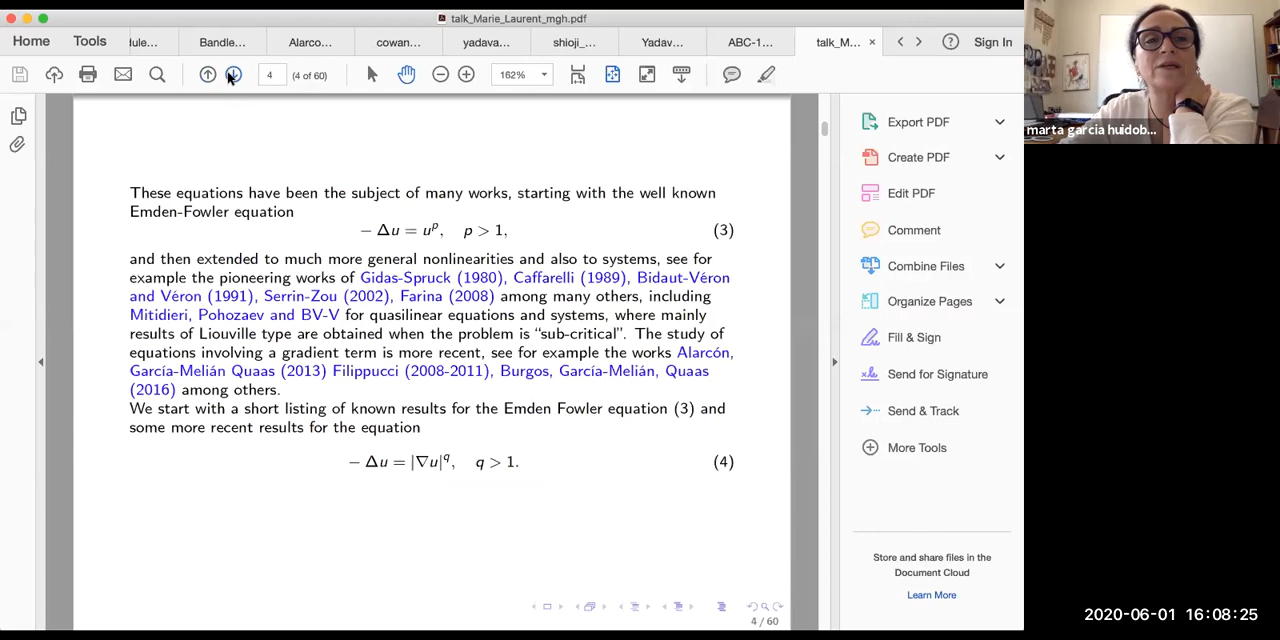 talk_Marie_Laurent_mgh.pdf
Home
Tools
dule...
Bandle...
Alarco...
cowan...
yadava...
shioji_...
Yadav...
ABC-1...
talk_M...
Sign In
4
(4 of 60)
162%
These equations have been the subject of many works, starting with the well known
Emden-Fowler equation
− Δu = u^p, p > 1, (3)
and then extended to much more general nonlinearities and also to systems, see for
example the pioneering works of Gidas-Spruck (1980), Caffarelli (1989), Bidaut-Véron
and Véron (1991), Serrin-Zou (2002), Farina (2008) among many others, including
Mitidieri, Pohozaev and BV-V for quasilinear equations and systems, where mainly
results of Liouville type are obtained when the problem is “sub-critical”. The study of
equations involving a gradient term is more recent, see for example the works Alarcón,
García-Melián Quaas (2013) Filippucci (2008-2011), Burgos, García-Melián, Quaas
(2016) among others.
We start with a short listing of known results for the Emden Fowler equation (3) and
some more recent results for the equation
− Δu = |∇u|^q, q > 1. (4)
4 / 60
Export PDF
Create PDF
Edit PDF
Comment
Combine Files
Organize Pages
Fill & Sign
Send for Signature
Send & Track
More Tools
Store and share files in the
Document Cloud
Learn More
marta garcia huidob...
2020-06-01 16:08:25